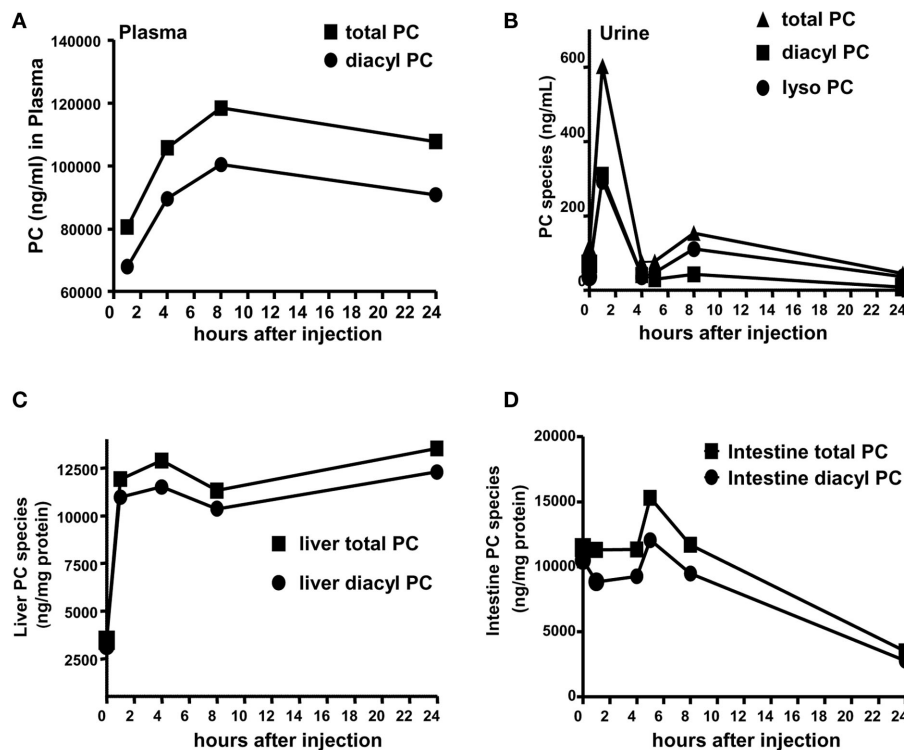 A
Plasma
total PC
diacyl PC
PC (ng/ml) in Plasma
140000
120000
100000
80000
60000
0 2 4 6 8 10 12 14 16 18 20 22 24
hours after injection
B
Urine
total PC
diacyl PC
lyso PC
PC species (ng/mL)
600
400
200
0
0 2 4 6 8 10 12 14 16 18 20 22 24
hours after injection
C
liver total PC
liver diacyl PC
Liver PC species
(ng/mg protein)
12500
10000
7500
5000
2500
0 2 4 6 8 10 12 14 16 18 20 22 24
hours after injection
D
Intestine total PC
Intestine diacyl PC
Intestine PC species
(ng/mg protein)
20000
15000
10000
5000
0
0 2 4 6 8 10 12 14 16 18 20 22 24
hours after injection